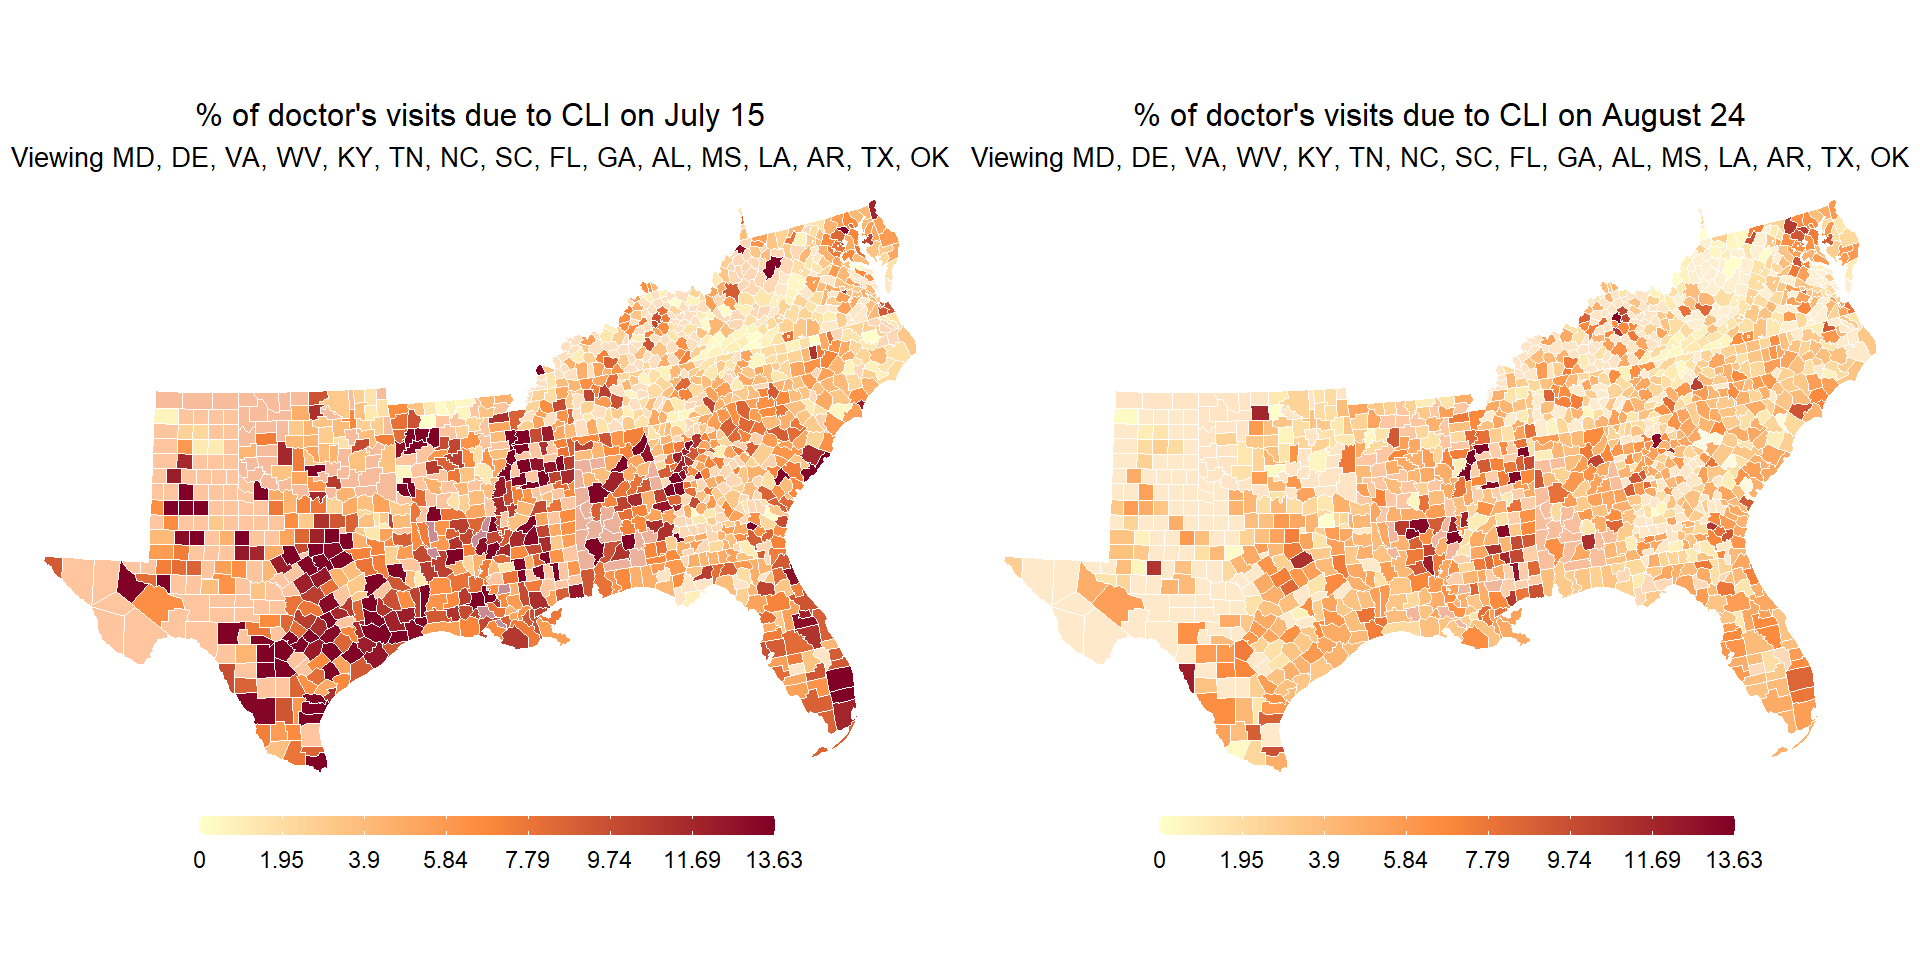 % of doctor's visits due to CLI on July 15
Viewing MD, DE, VA, WV, KY, TN, NC, SC, FL, GA, AL, MS, LA, AR, TX, OK
0 1.95 3.9 5.84 7.79 9.74 11.69 13.63
% of doctor's visits due to CLI on August 24
Viewing MD, DE, VA, WV, KY, TN, NC, SC, FL, GA, AL, MS, LA, AR, TX, OK
0 1.95 3.9 5.84 7.79 9.74 11.69 13.63